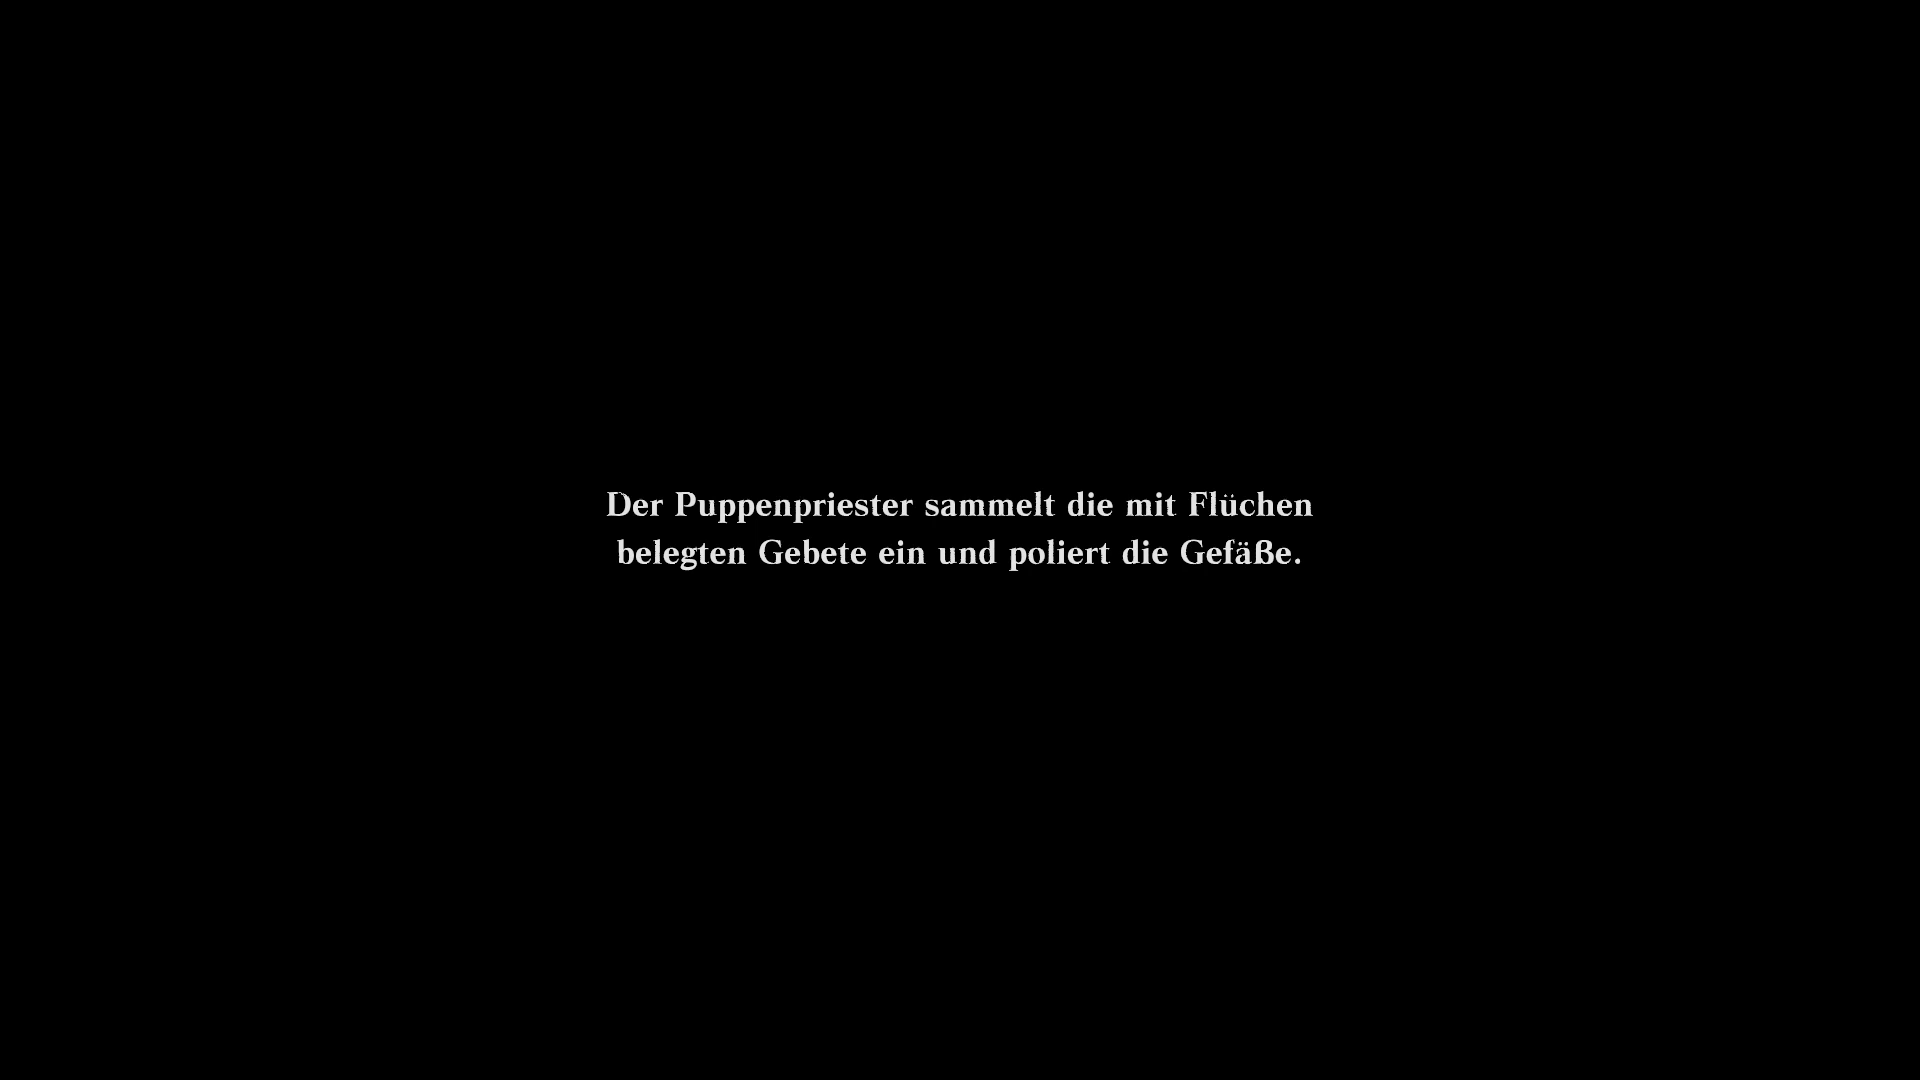 Der Puppenpriester sammelt die mit Flüchen
belegten Gebete ein und poliert die Gefäße.